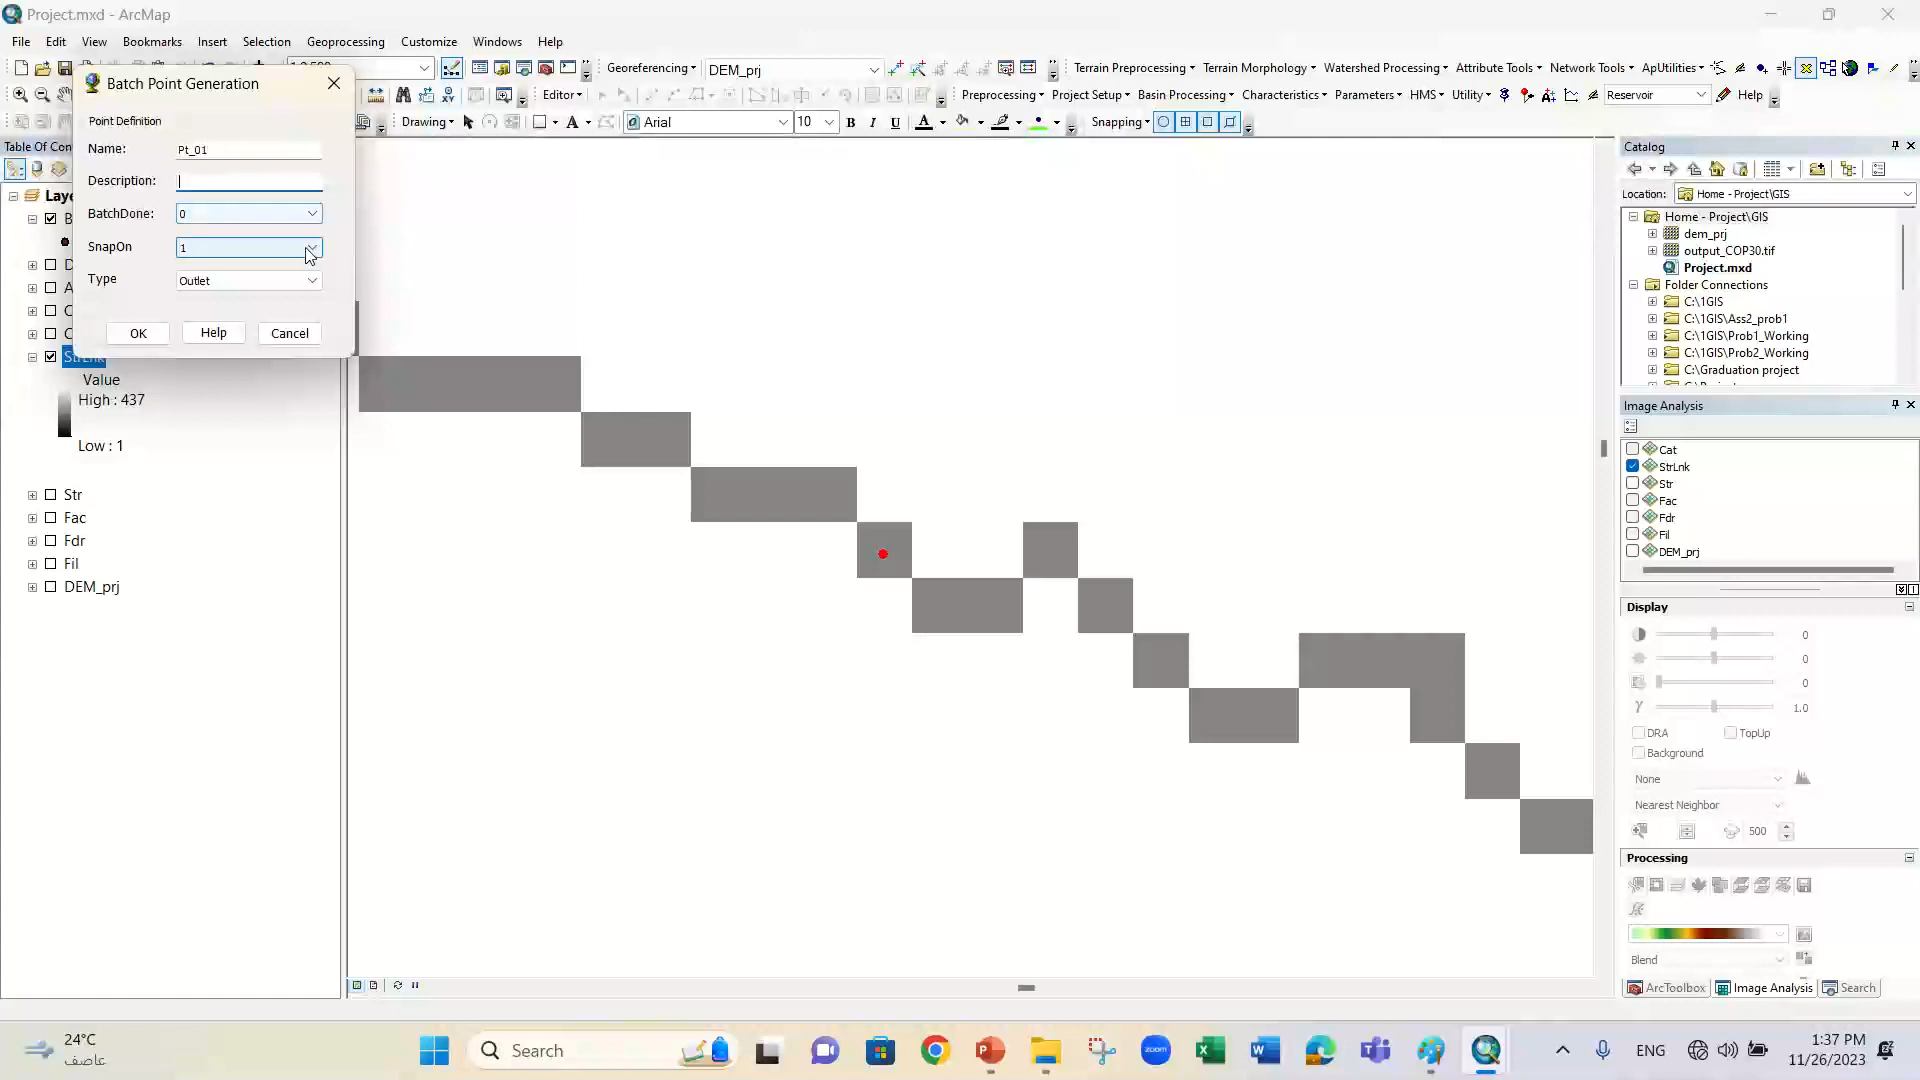 Project.mxd - ArcMap
File Edit View Bookmarks Insert Selection Geoprocessing Customize Windows Help
Georeferencing DEM_prj Terrain Preprocessing Terrain Morphology Watershed Processing Attribute Tools Network Tools ApUtilities
Editor Preprocessing Project Setup Basin Processing Characteristics Parameters HMS Utility Reservoir Help
Drawing A Arial 10 B I U A Snapping
Batch Point Generation
Point Definition
Name: Pt_01
Description:
BatchDone: 0
SnapOn 1
Type Outlet
OK Help Cancel
Table Of Con
Laye
B
D
A
C
C
StrLnk
Value
High : 437
Low : 1
Str
Fac
Fdr
Fil
DEM_prj
Catalog
Location: Home - Project\GIS
Home - Project\GIS
dem_prj
output_COP30.tif
Project.mxd
Folder Connections
C:\1GIS
C:\1GIS\Ass2_prob1
C:\1GIS\Prob1_Working
C:\1GIS\Prob2_Working
C:\Graduation project
Image Analysis
Cat
StrLnk
Str
Fac
Fdr
Fil
DEM_prj
Display
0
0
0
γ 1.0
DRA TopUp
Background
None
Nearest Neighbor
500
Processing
Blend
ArcToolbox Image Analysis Search
24°C
عاصف
Search
zoom
ENG
1:37 PM
11/26/2023